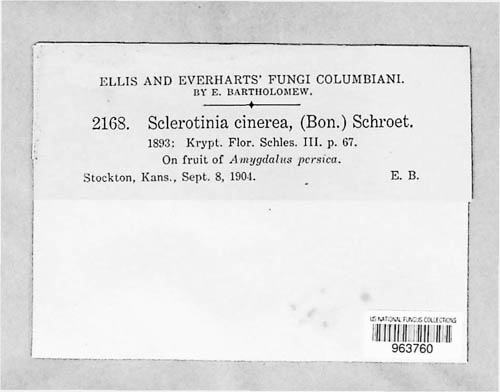 ELLIS AND EVERHARTS' FUNGI COLUMBIANI.
BY E. BARTHOLOMEW.
2168. Sclerotinia cinerea, (Bon.) Schroet.
1893: Krypt. Flor. Schles. III. p. 67.
On fruit of Amygdalus persica.
Stockton, Kans., Sept. 8, 1904. E. B.
US NATIONAL FUNGUS COLLECTIONS
963760